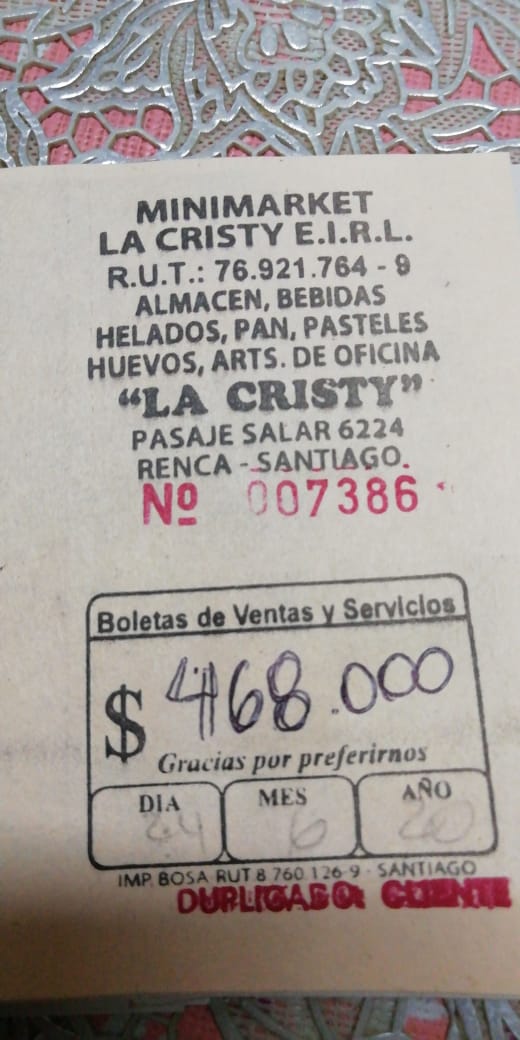 MINIMARKET
LA CRISTY E.I.R.L.
R.U.T.: 76.921.764 - 9
ALMACEN, BEBIDAS
HELADOS, PAN, PASTELES
HUEVOS, ARTS. DE OFICINA
“LA CRISTY”
PASAJE SALAR 6224
RENCA - SANTIAGO.
Nº 007386
Boletas de Ventas y Servicios
$ 468.000
Gracias por preferirnos
DIA MES AÑO
24 6 20
IMP. BOSA RUT 8.760.126-9 - SANTIAGO
DUPLICADO: CLIENTE